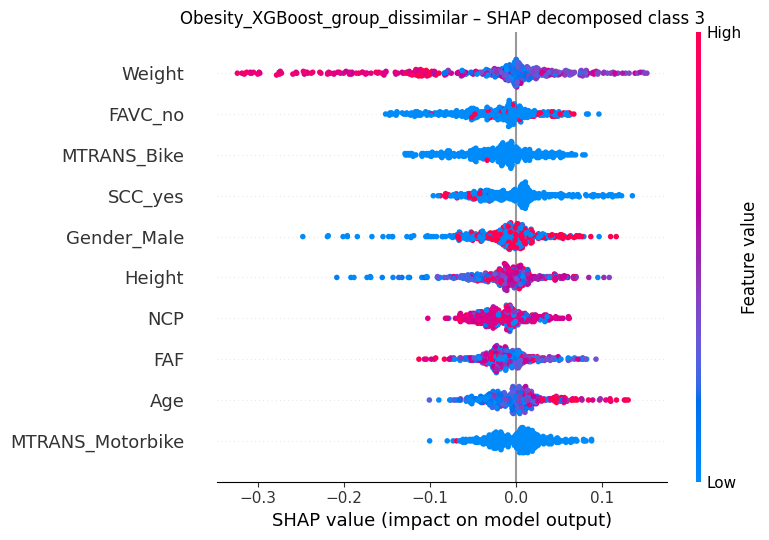 Obesity_XGBoost_group_dissimilar – SHAP decomposed class 3
High
Weight
FAVC_no
MTRANS_Bike
SCC_yes
Gender_Male
Height
NCP
FAF
Age
MTRANS_Motorbike
Feature value
Low
−0.3 −0.2 −0.1 0.0 0.1
SHAP value (impact on model output)